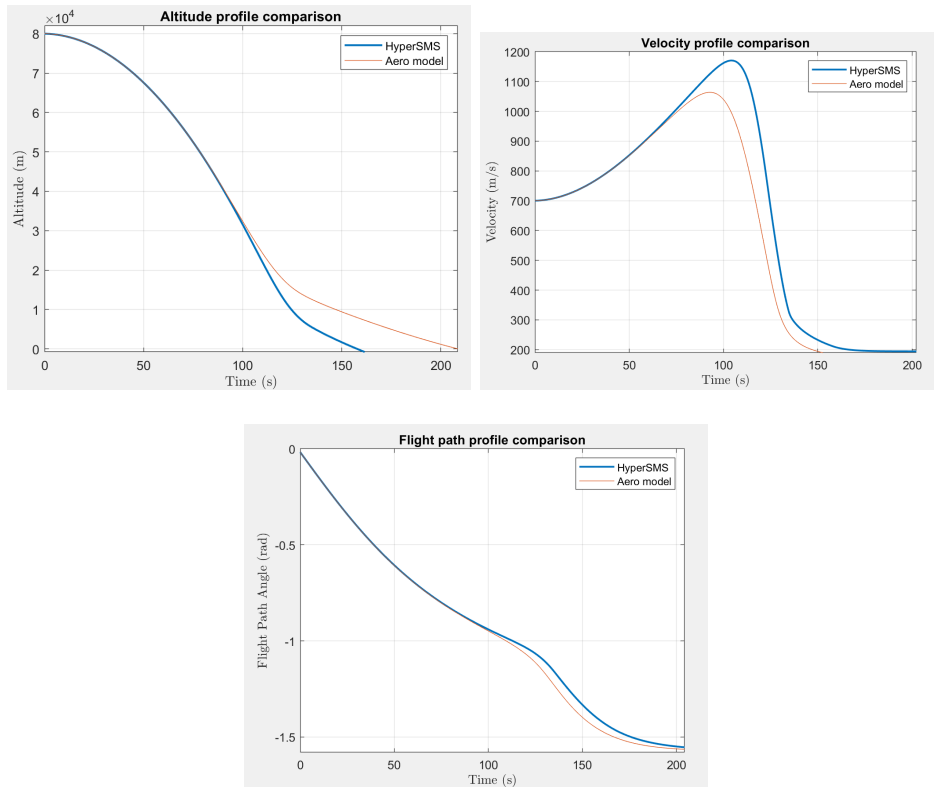 Altitude profile comparison
×10⁴
8
7
6
5
4
3
2
1
0
0 50 100 150 200
Time (s)
Altitude (m)
HyperSMS
Aero model
Velocity profile comparison
1200
1100
1000
900
800
700
600
500
400
300
200
0 50 100 150 200
Time (s)
Velocity (m/s)
HyperSMS
Aero model
Flight path profile comparison
0
-0.5
-1
-1.5
0 50 100 150 200
Time (s)
Flight Path Angle (rad)
HyperSMS
Aero model